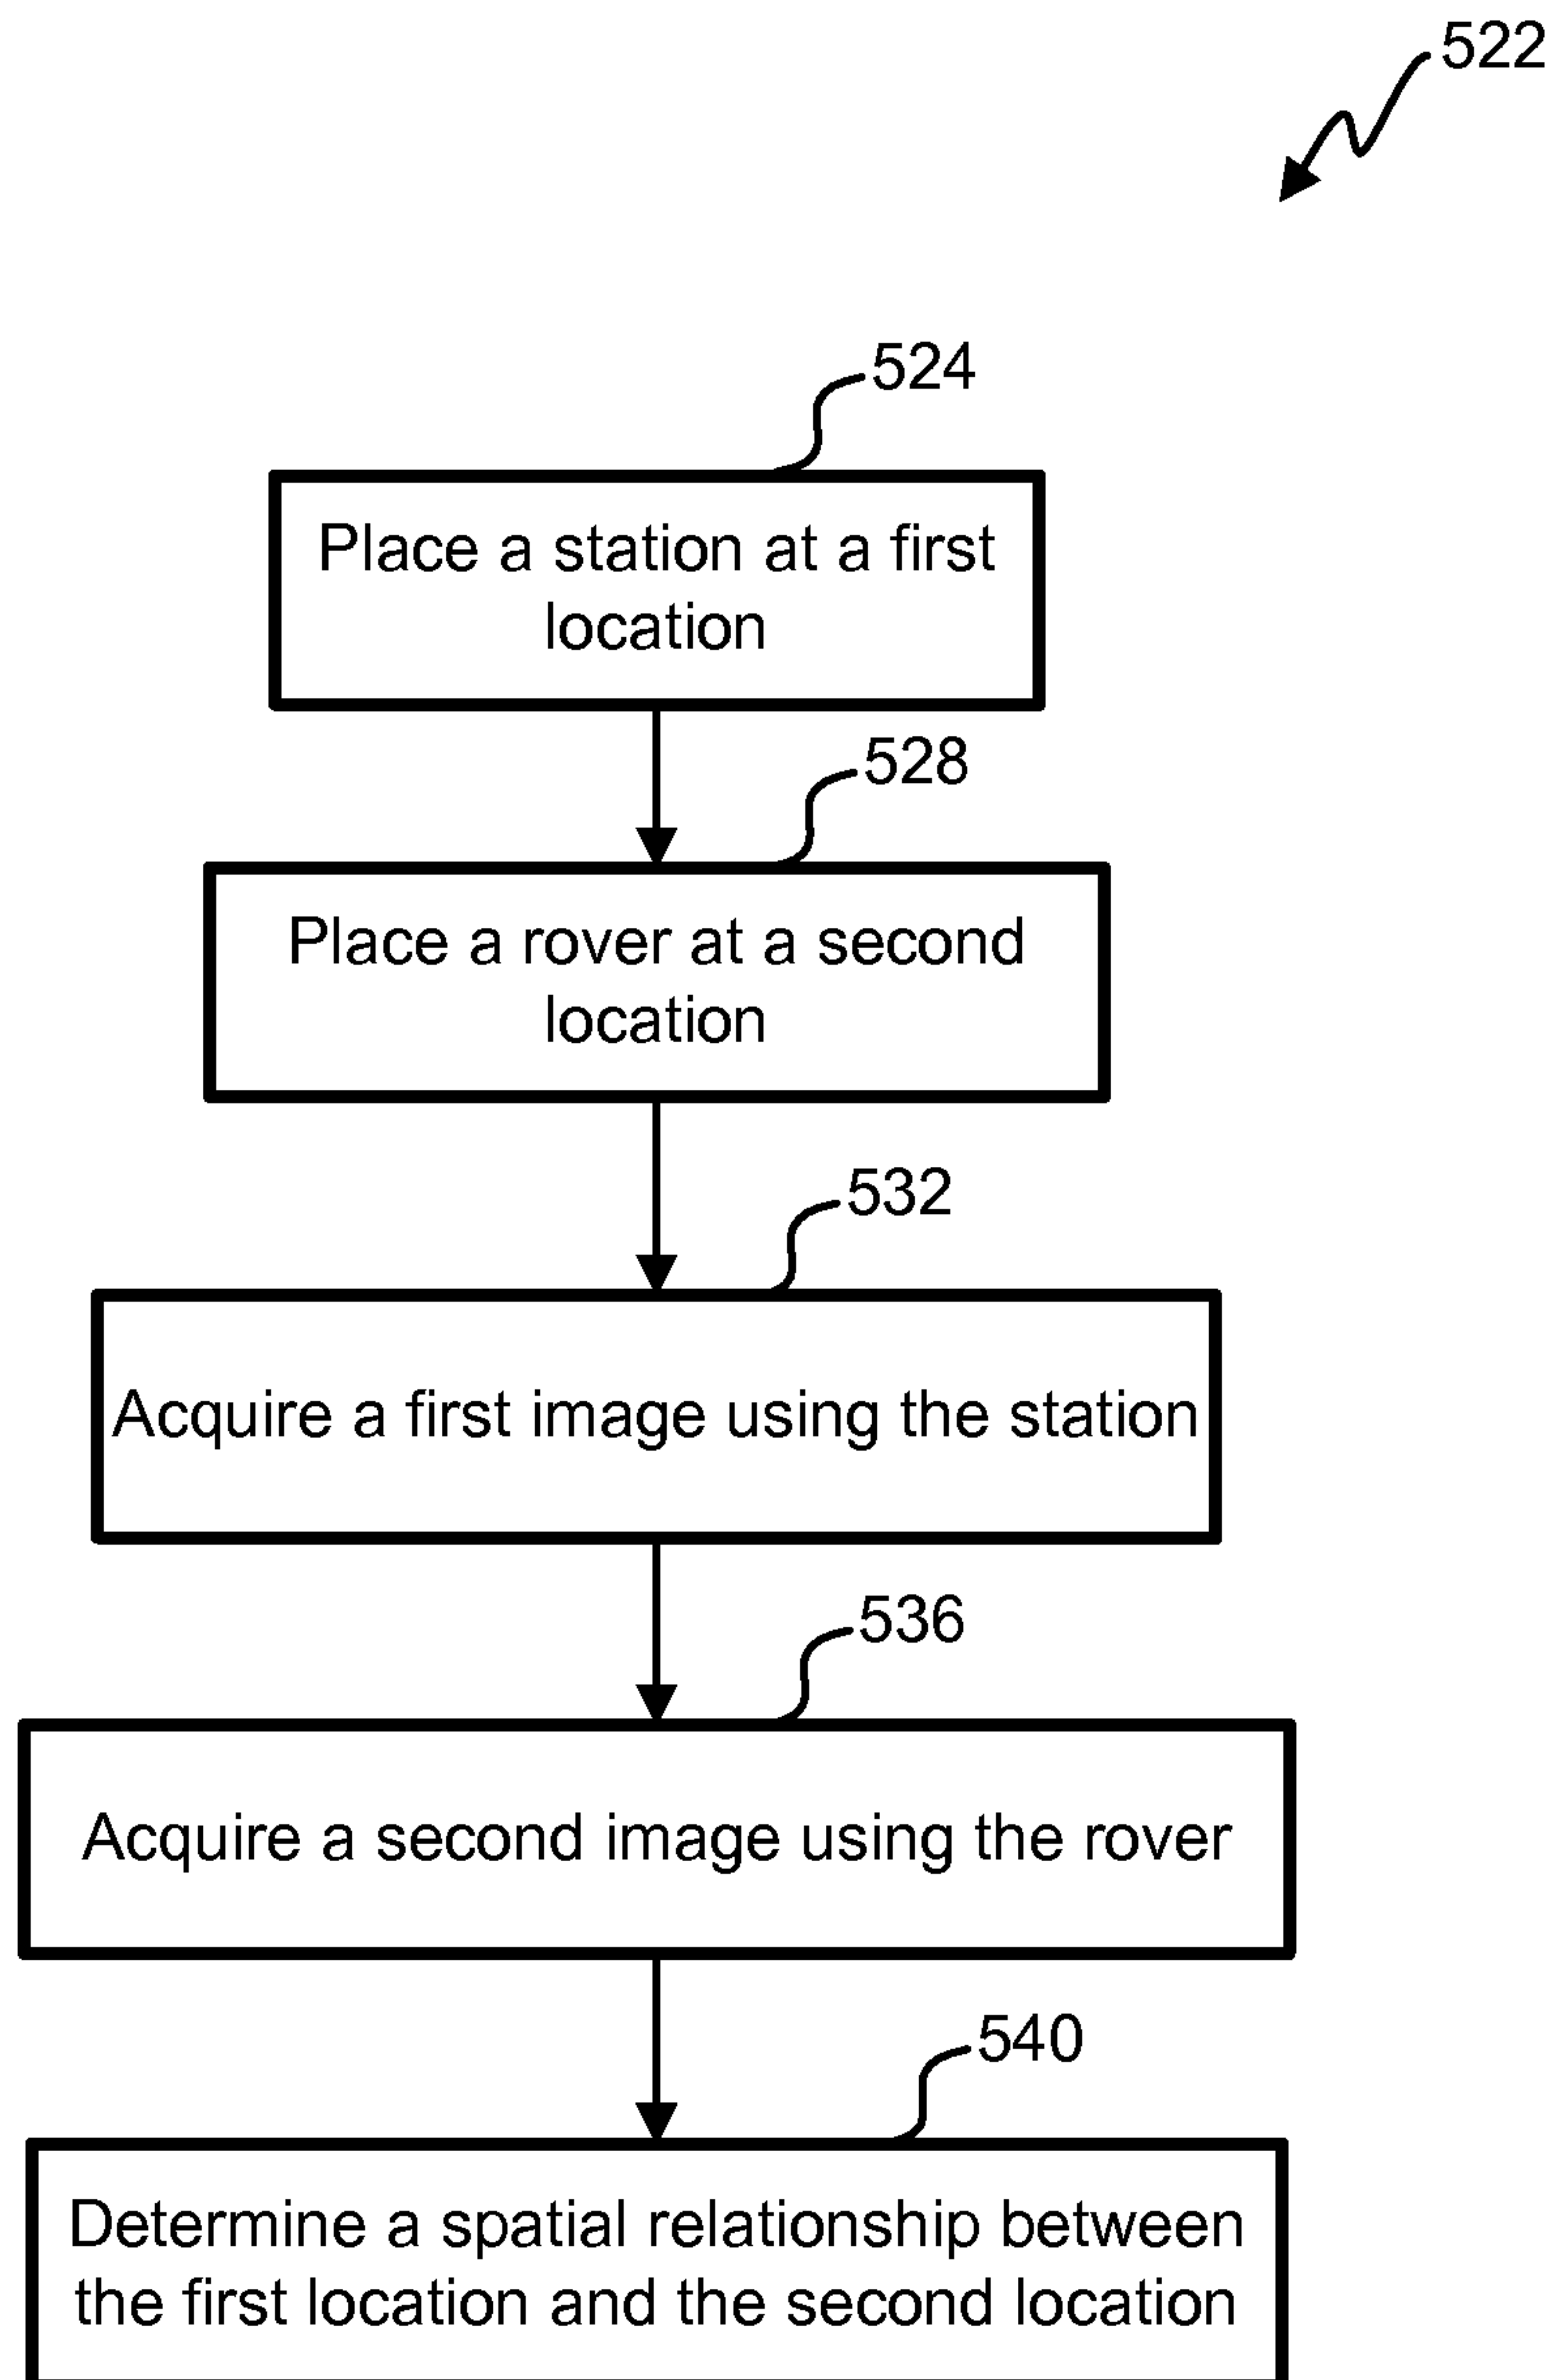 522
524
Place a station at a first
location
528
Place a rover at a second
location
532
Acquire a first image using the station
536
Acquire a second image using the rover
540
Determine a spatial relationship between
the first location and the second location